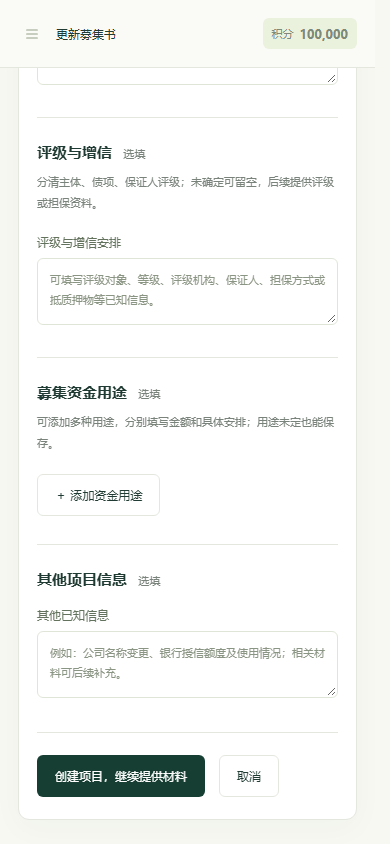 更新募集书
积分 100,000
评级与增信 选填
分清主体、债项、保证人评级；未确定可留空，后续提供评级
或担保资料。
评级与增信安排
可填写评级对象、等级、评级机构、保证人、担保方式或
抵质押物等已知信息。
募集资金用途 选填
可添加多种用途，分别填写金额和具体安排；用途未定也能保
存。
+ 添加资金用途
其他项目信息 选填
其他已知信息
例如：公司名称变更、银行授信额度及使用情况；相关材
料可后续补充。
创建项目，继续提供材料
取消